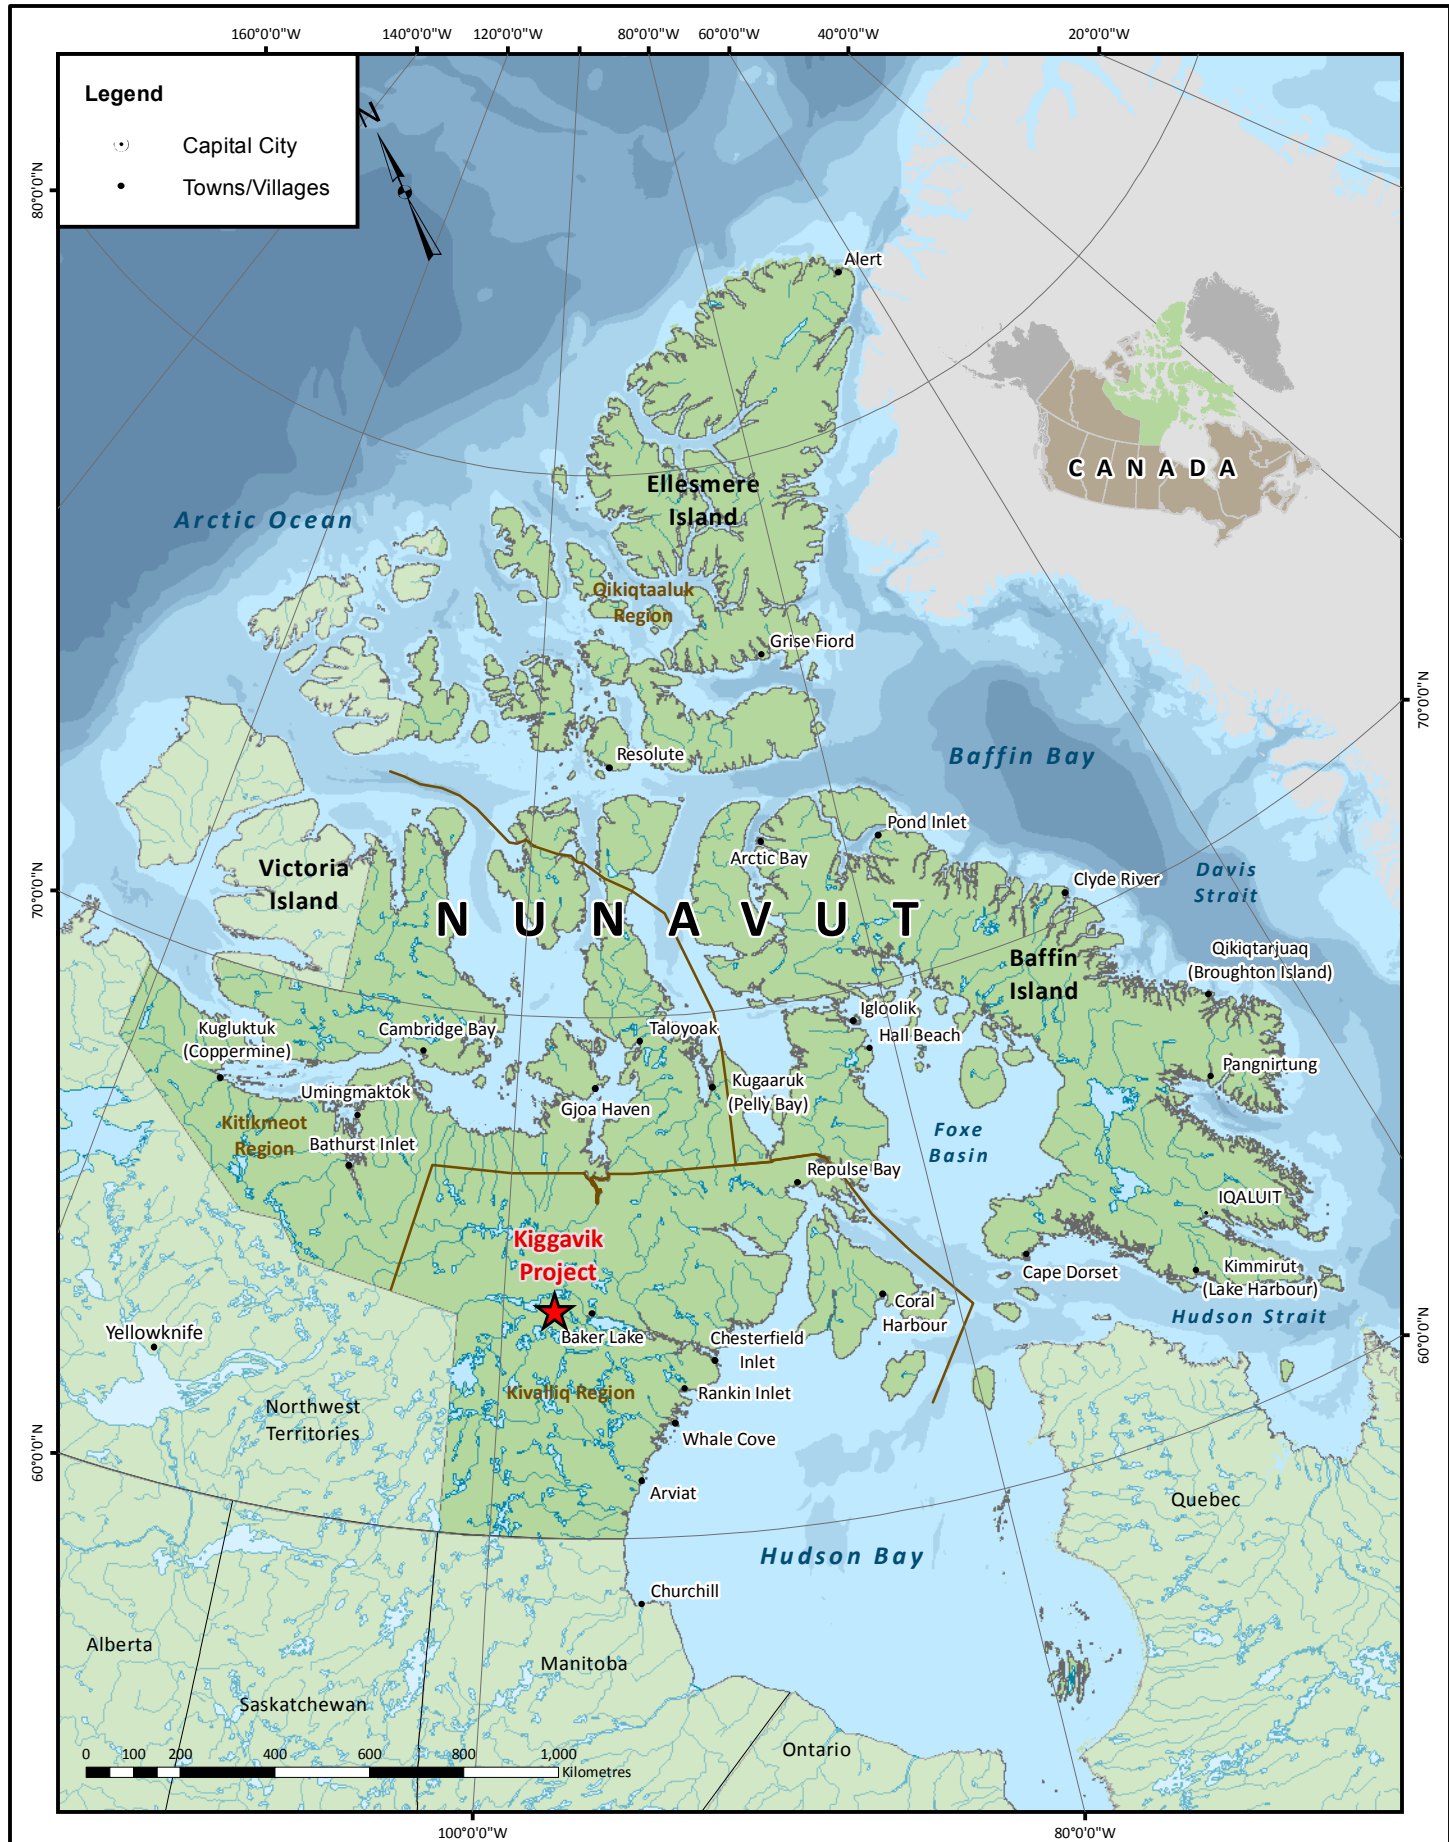 160°0'0"W
140°0'0"W
120°0'0"W
80°0'0"W
60°0'0"W
40°0'0"W
20°0'0"W
Legend
Capital City
Towns/Villages
N
80°0'0"N
Alert
CANADA
Ellesmere
Island
Arctic Ocean
Qikiqtaaluk
Region
Grise Fiord
70°0'0"N
Resolute
Baffin Bay
Pond Inlet
Arctic Bay
Victoria
Island
Clyde River
Davis
Strait
70°0'0"N
NUNAVUT
Baffin
Island
Qikiqtarjuaq
(Broughton Island)
Igloolik
Hall Beach
Kugluktuk
(Coppermine)
Cambridge Bay
Taloyoak
Pangnirtung
Umingmaktok
Gjoa Haven
Kugaaruk
(Pelly Bay)
Kitikmeot
Region
Bathurst Inlet
Foxe
Basin
Repulse Bay
IQALUIT
Kiggavik
Project
Cape Dorset
Kimmirut
(Lake Harbour)
Coral
Harbour
Hudson Strait
60°0'0"N
Yellowknife
Baker Lake
Chesterfield
Inlet
Kivalliq Region
Rankin Inlet
Northwest
Territories
Whale Cove
60°0'0"N
Arviat
Quebec
Hudson Bay
Churchill
Alberta
Manitoba
Saskatchewan
Ontario
0 100 200 400 600 800 1,000
Kilometres
100°0'0"W
80°0'0"W